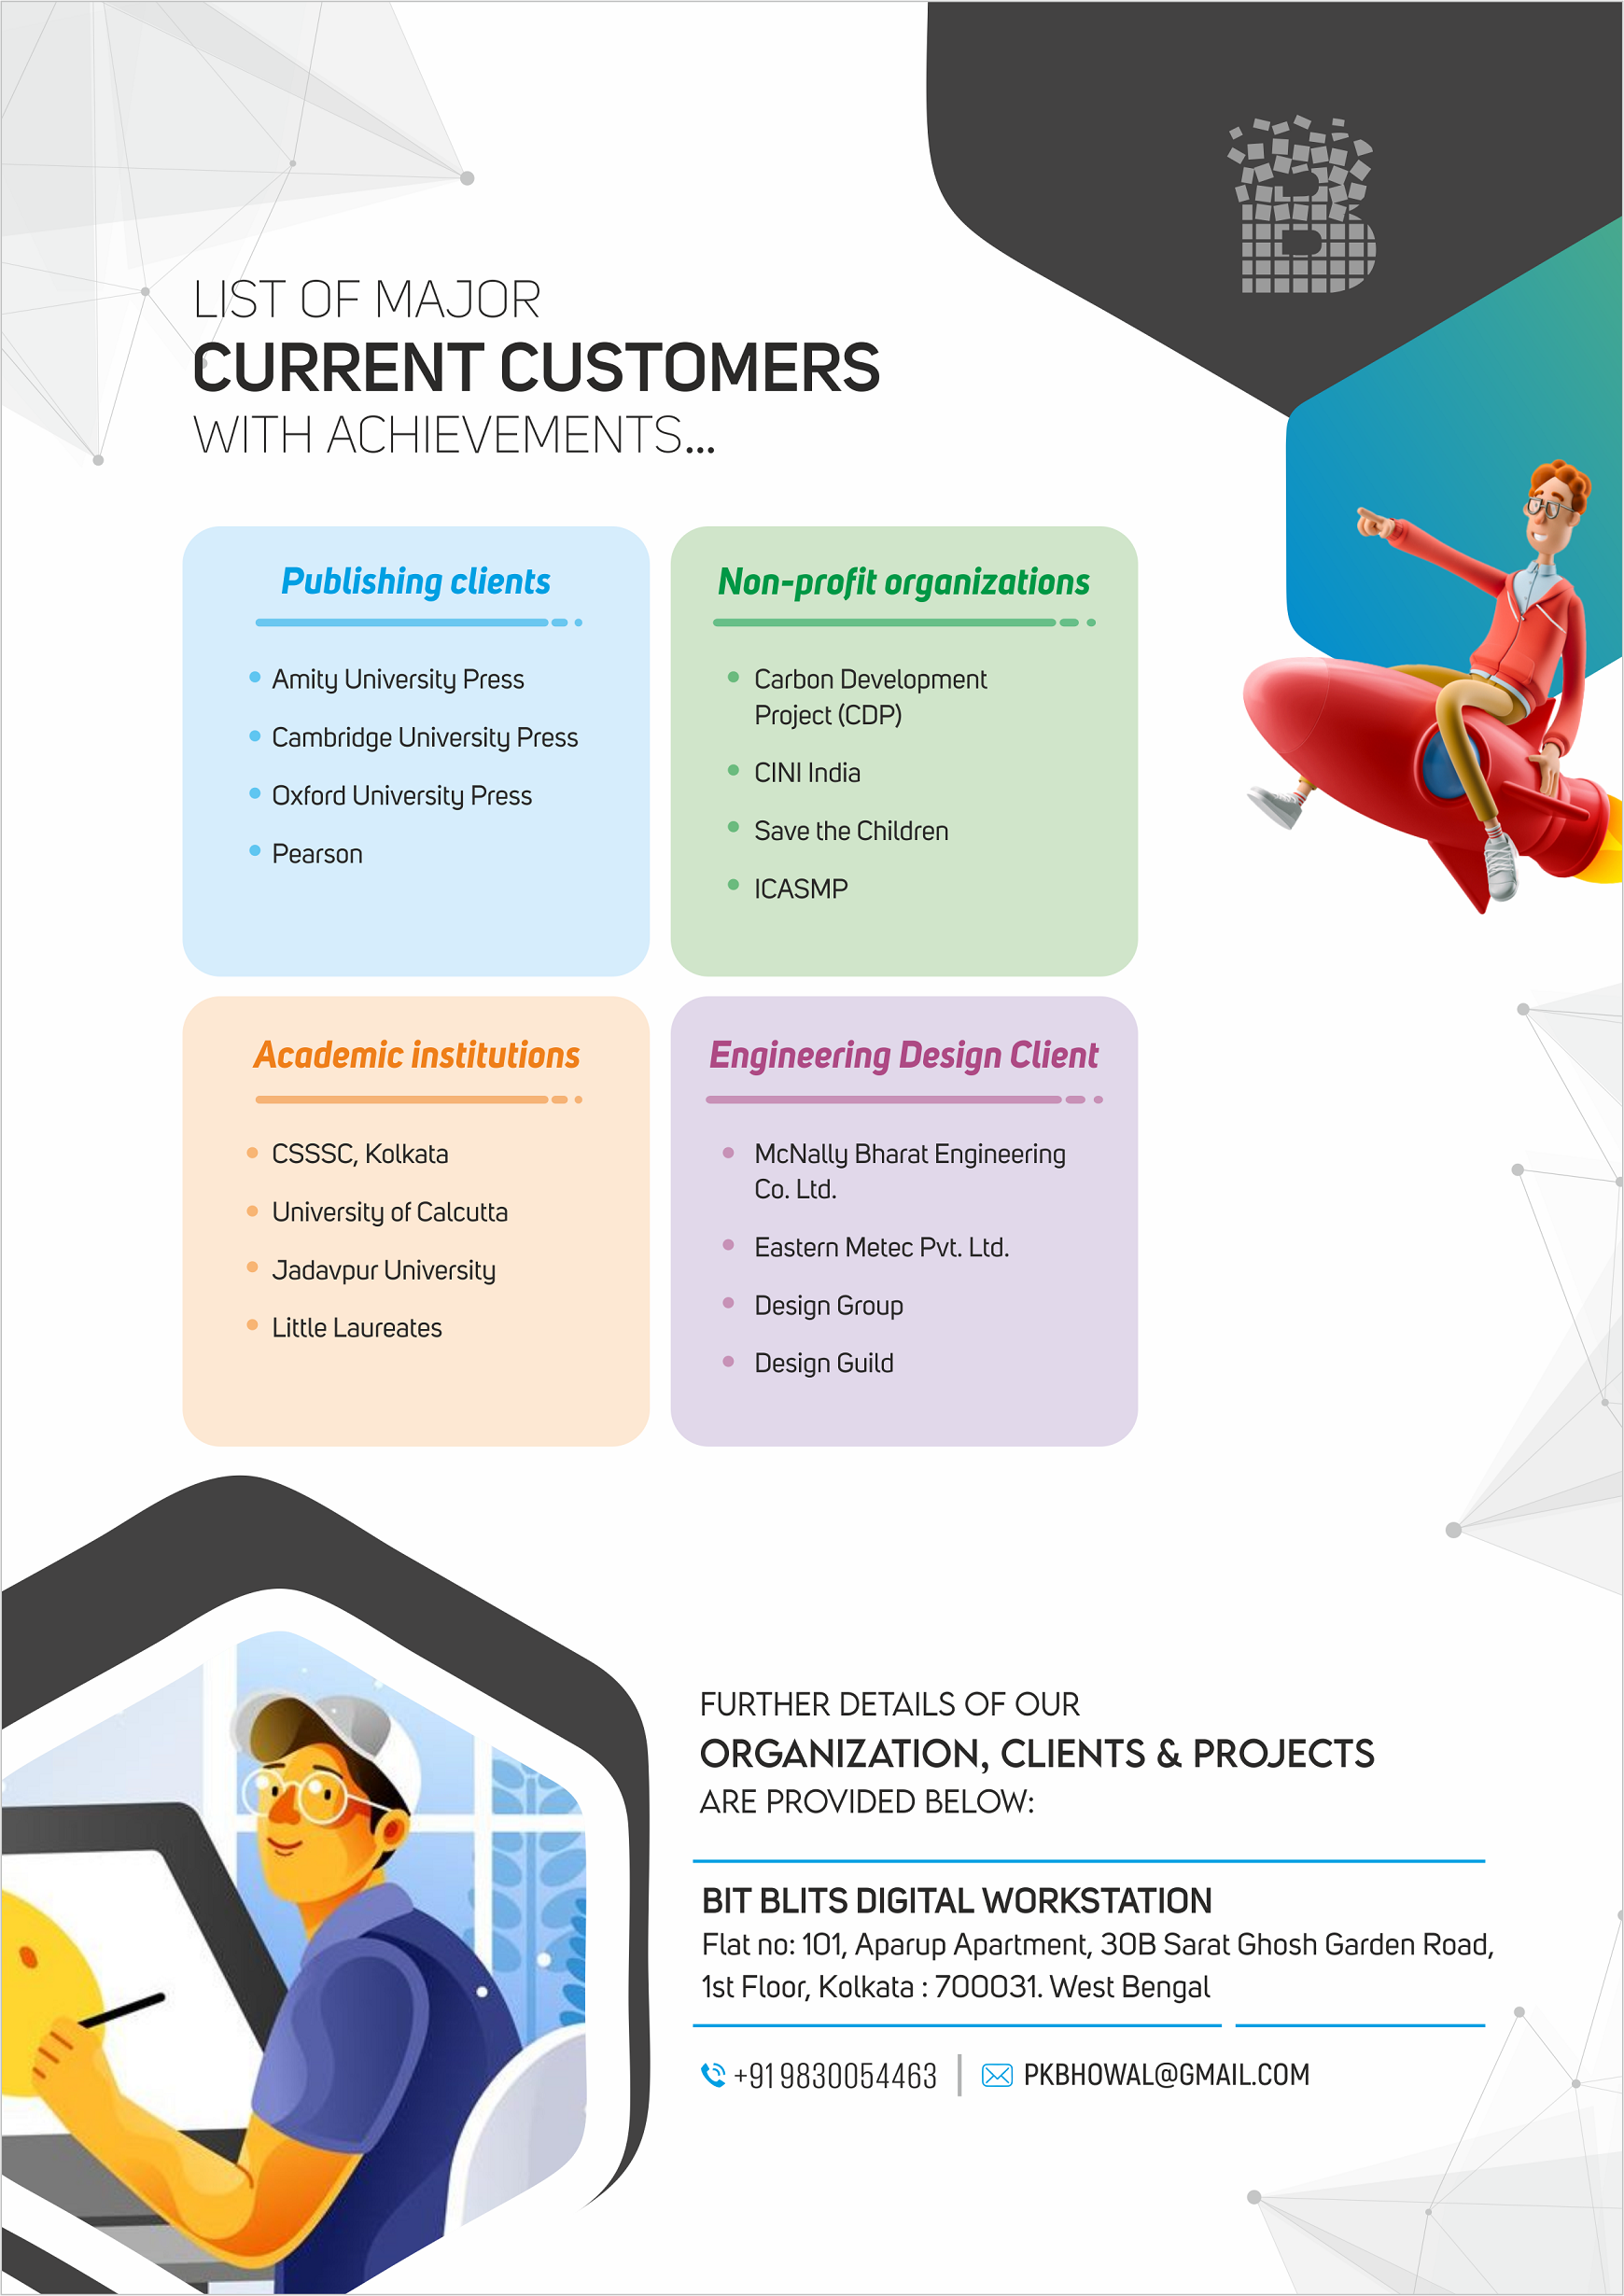 LIST OF MAJOR
CURRENT CUSTOMERS
WITH ACHIEVEMENTS...
Publishing clients
Amity University Press
Cambridge University Press
Oxford University Press
Pearson
Non-profit organizations
Carbon Development
Project (CDP)
CINI India
Save the Children
ICASMP
Academic institutions
CSSSC, Kolkata
University of Calcutta
Jadavpur University
Little Laureates
Engineering Design Client
McNally Bharat Engineering
Co. Ltd.
Eastern Metec Pvt. Ltd.
Design Group
Design Guild
FURTHER DETAILS OF OUR
ORGANIZATION, CLIENTS & PROJECTS
ARE PROVIDED BELOW:
BIT BLITS DIGITAL WORKSTATION
Flat no: 101, Aparup Apartment, 30B Sarat Ghosh Garden Road,
1st Floor, Kolkata : 700031. West Bengal
+91 9830054463 | PKBHOWAL@GMAIL.COM
B